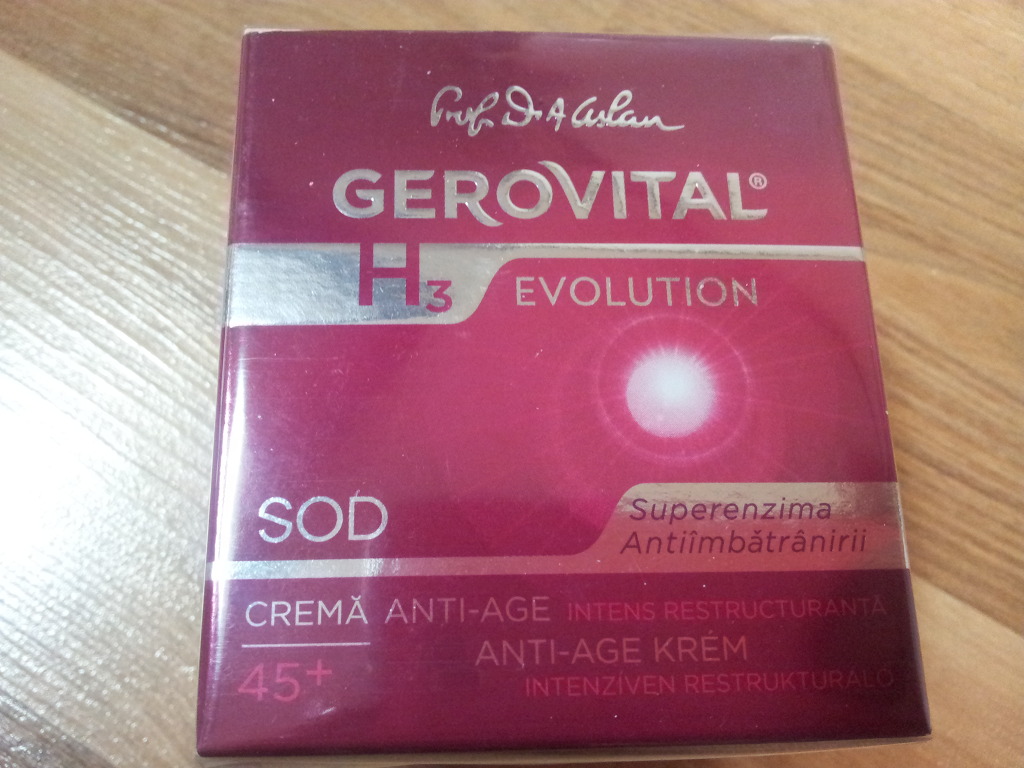 Prof. Dr A Aslan
GEROVITAL®
H3 EVOLUTION
SOD
Superenzima
Antiîmbătrânirii
CREMĂ ANTI-AGE INTENS RESTRUCTURANTĂ
45+
ANTI-AGE KRÉM
INTENZÍVEN RESTRUKTURÁLÓ